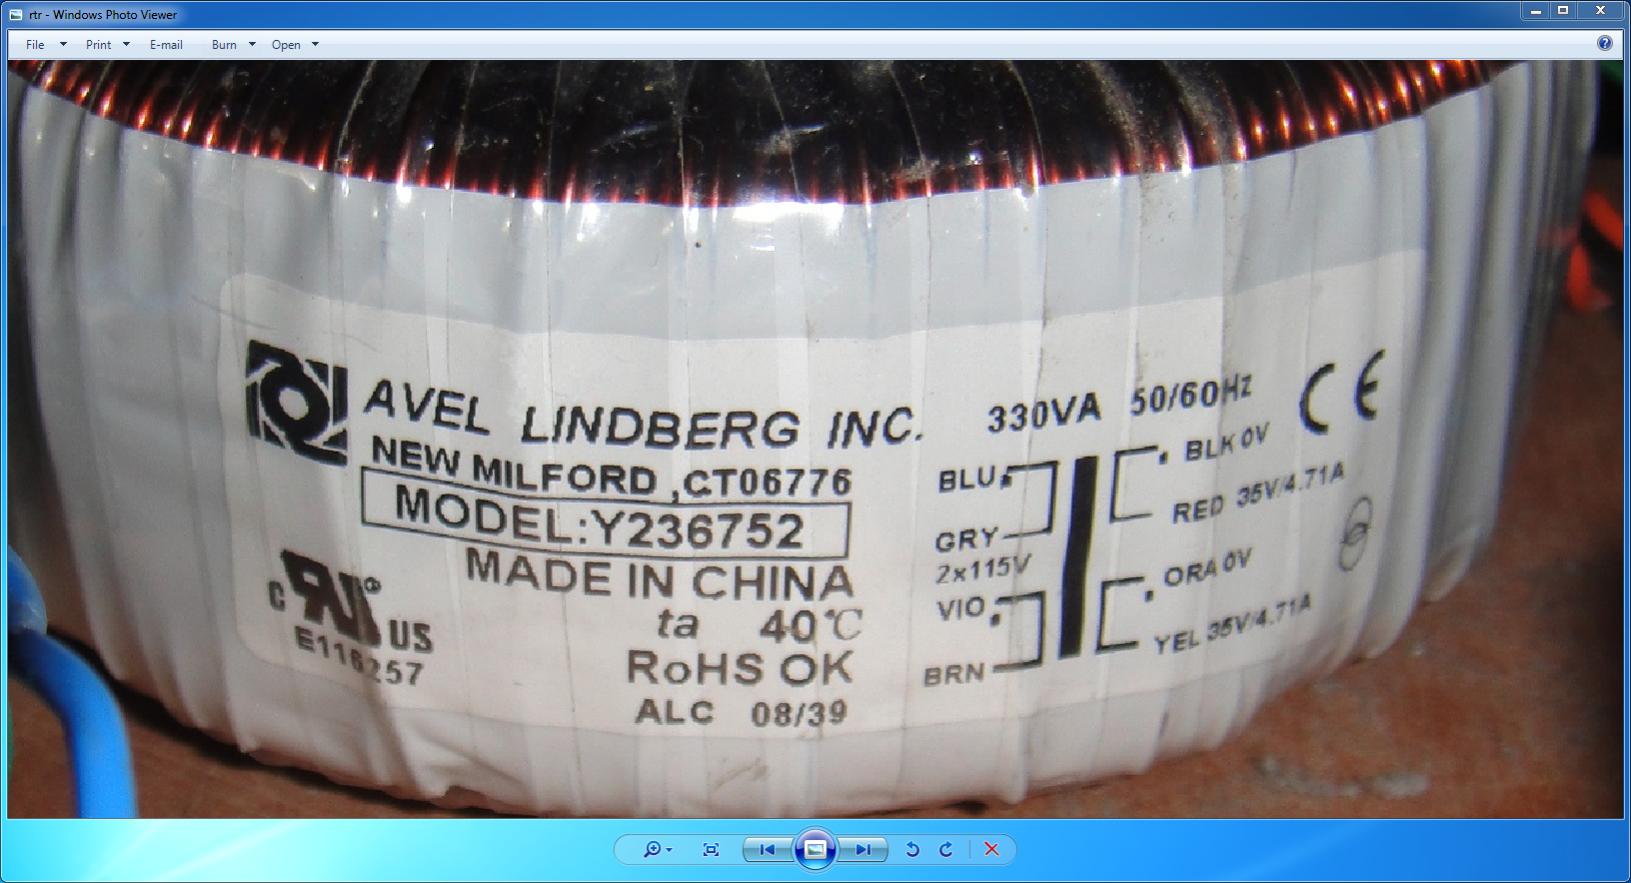 rtr - Windows Photo Viewer
File Print E-mail Burn Open
AVEL LINDBERG INC.
NEW MILFORD ,CT06776
MODEL:Y236752
MADE IN CHINA
ta 40°C
RoHS OK
ALC 08/39
c RU® US
E116257
330VA 50/60Hz
CE
BLU
GRY
2x115V
VIO
BRN
BLK 0V
RED 35V/4.71A
ORA 0V
YEL 35V/4.71A